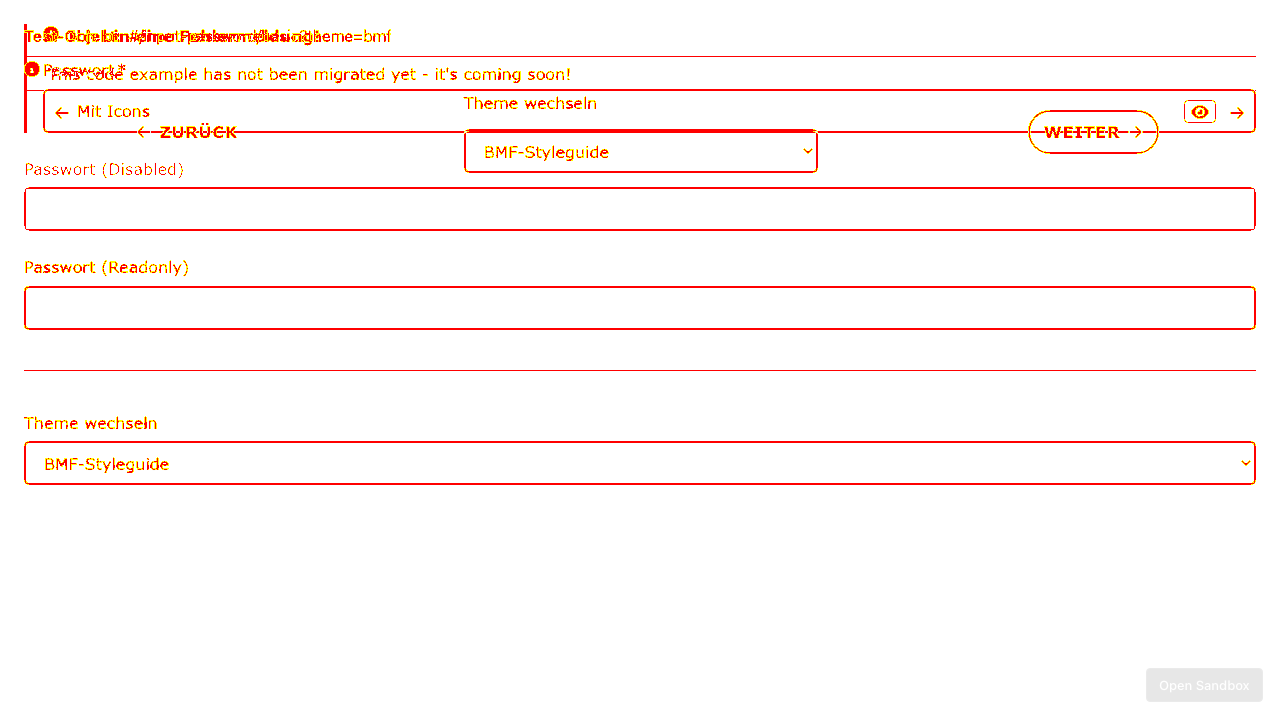 theme=bmf
Passwort*
This code example has not been migrated yet - it's coming soon!
Theme wechseln
← Mit Icons
← ZURÜCK
WEITER →
BMF-Styleguide
Passwort (Disabled)
Passwort (Readonly)
Theme wechseln
BMF-Styleguide
Open Sandbox